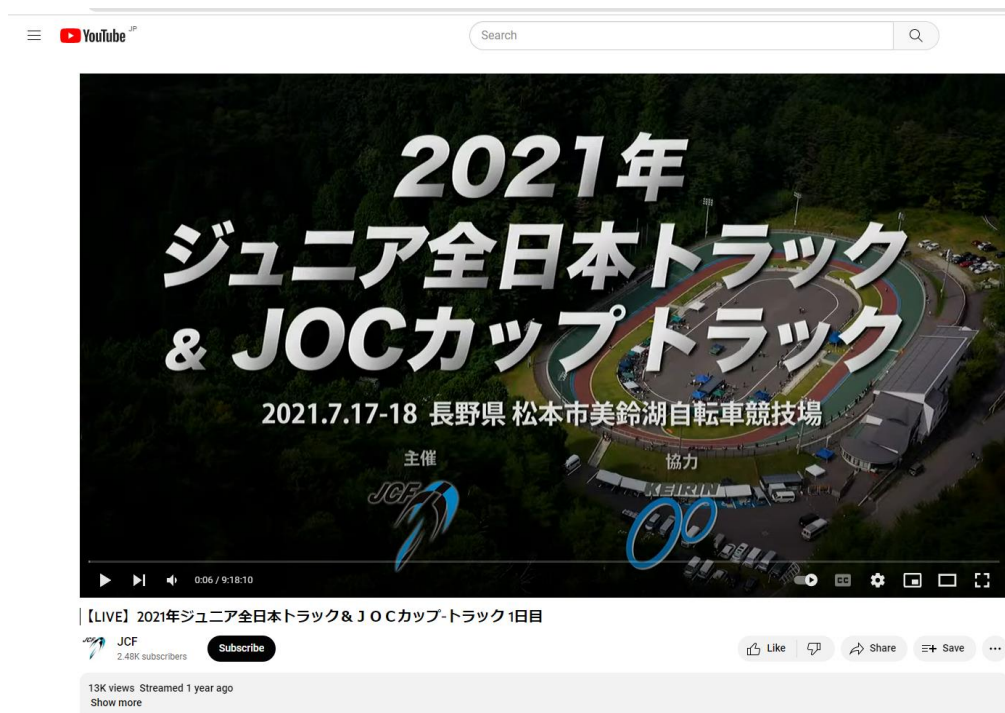 YouTube JP
Search
2021年
ジュニア全日本トラック
& JOCカップトラック
2021.7.17-18 長野県 松本市美鈴湖自転車競技場
主催
協力
JCF
KEIRIN
0:06 / 9:18:10
CC
【LIVE】2021年ジュニア全日本トラック&JOCカップ-トラック 1日目
JCF
JCF
2.48K subscribers
Subscribe
Like
Share
Save
13K views Streamed 1 year ago
Show more